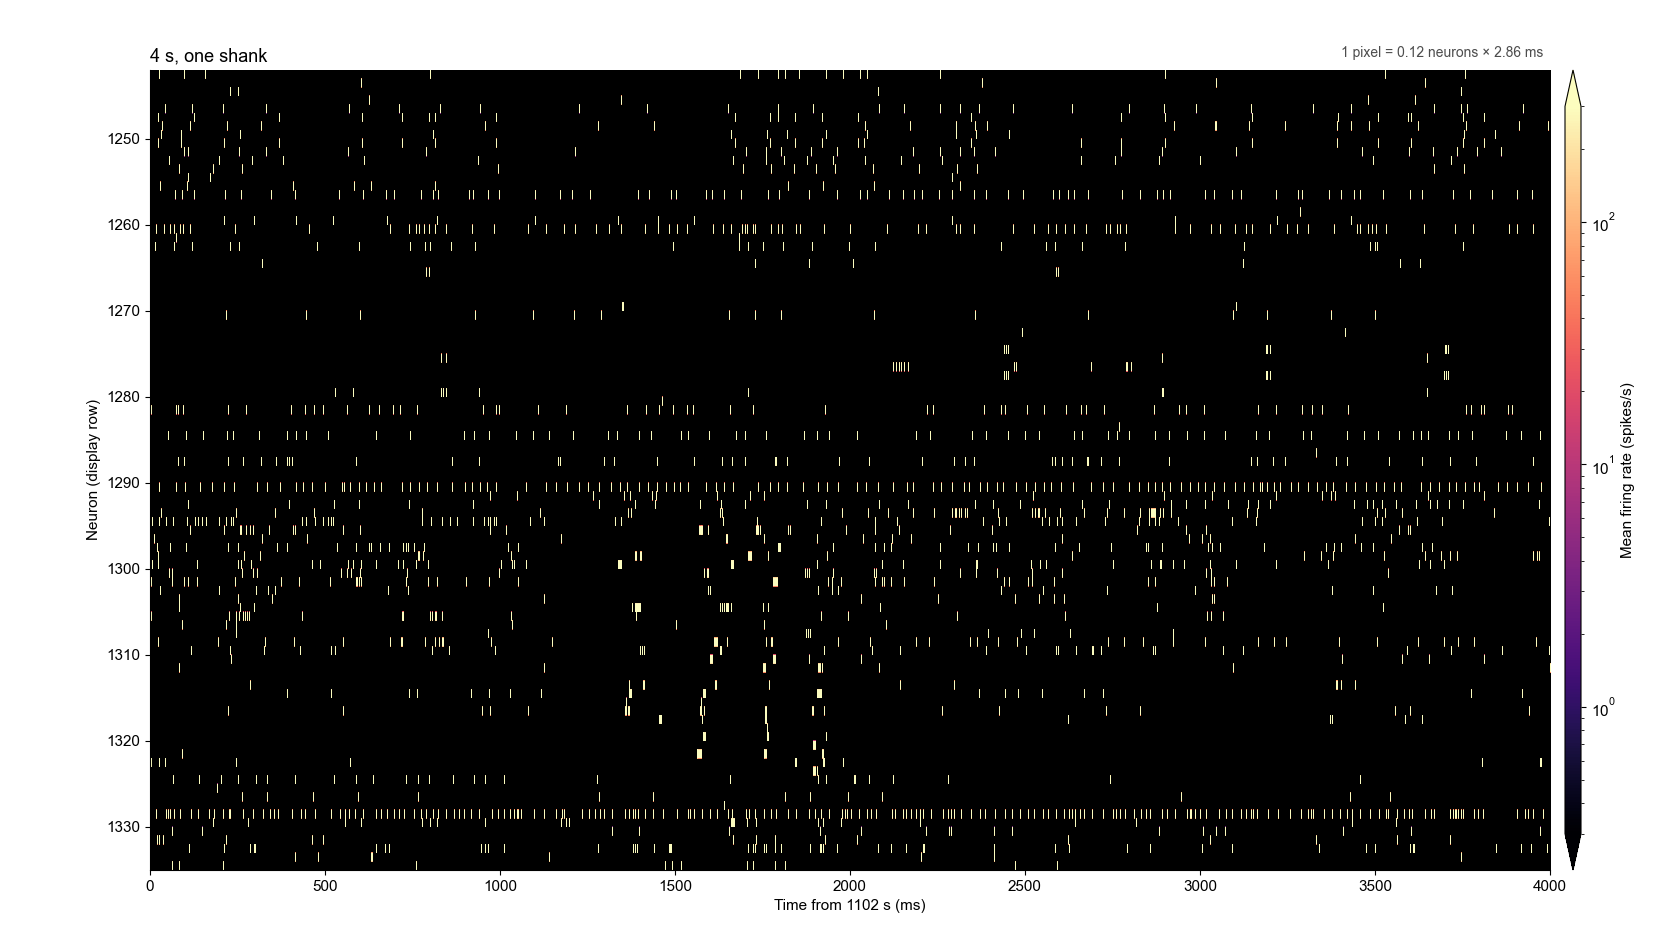 4 s, one shank
1 pixel = 0.12 neurons × 2.86 ms
Neuron (display row)
1250
1260
1270
1280
1290
1300
1310
1320
1330
0 500 1000 1500 2000 2500 3000 3500 4000
Time from 1102 s (ms)
10²
10¹
10⁰
Mean firing rate (spikes/s)